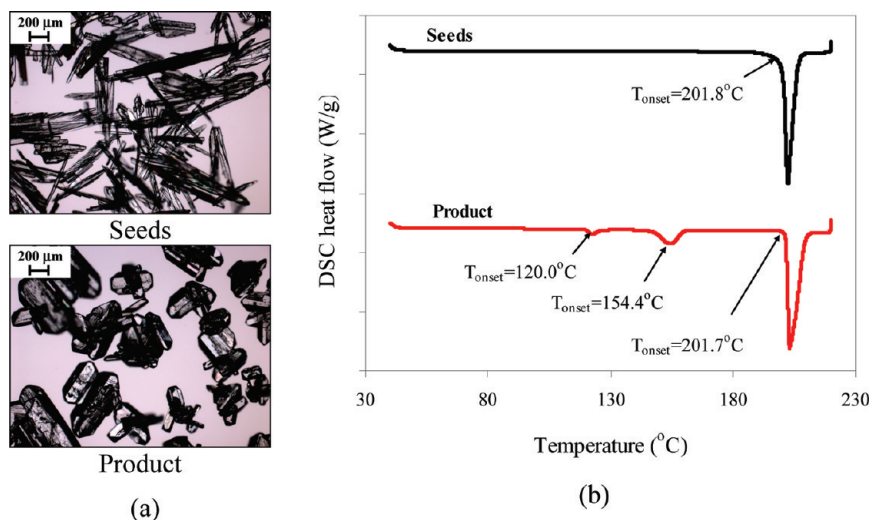 200 μm
Seeds
200 μm
Product
(a)
DSC heat flow (W/g)
Seeds
Tonset=201.8°C
Product
Tonset=120.0°C
Tonset=154.4°C
Tonset=201.7°C
30
80
130
180
230
Temperature (°C)
(b)